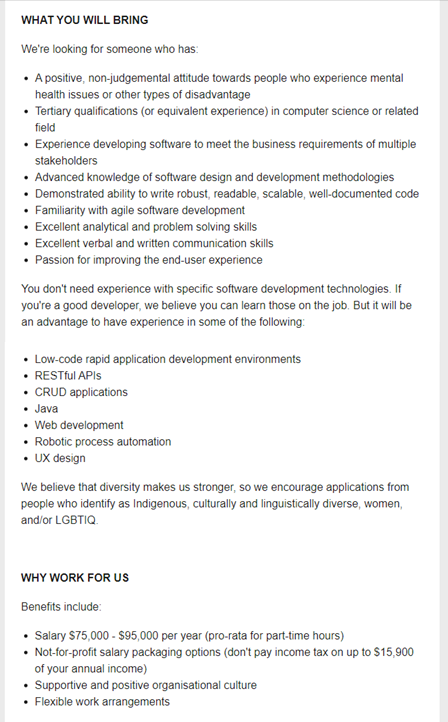 WHAT YOU WILL BRING
We're looking for someone who has:
• A positive, non-judgemental attitude towards people who experience mental
health issues or other types of disadvantage
• Tertiary qualifications (or equivalent experience) in computer science or related
field
• Experience developing software to meet the business requirements of multiple
stakeholders
• Advanced knowledge of software design and development methodologies
• Demonstrated ability to write robust, readable, scalable, well-documented code
• Familiarity with agile software development
• Excellent analytical and problem solving skills
• Excellent verbal and written communication skills
• Passion for improving the end-user experience
You don't need experience with specific software development technologies. If
you're a good developer, we believe you can learn those on the job. But it will be
an advantage to have experience in some of the following:
• Low-code rapid application development environments
• RESTful APIs
• CRUD applications
• Java
• Web development
• Robotic process automation
• UX design
We believe that diversity makes us stronger, so we encourage applications from
people who identify as Indigenous, culturally and linguistically diverse, women,
and/or LGBTIQ.
WHY WORK FOR US
Benefits include:
• Salary $75,000 - $95,000 per year (pro-rata for part-time hours)
• Not-for-profit salary packaging options (don't pay income tax on up to $15,900
of your annual income)
• Supportive and positive organisational culture
• Flexible work arrangements